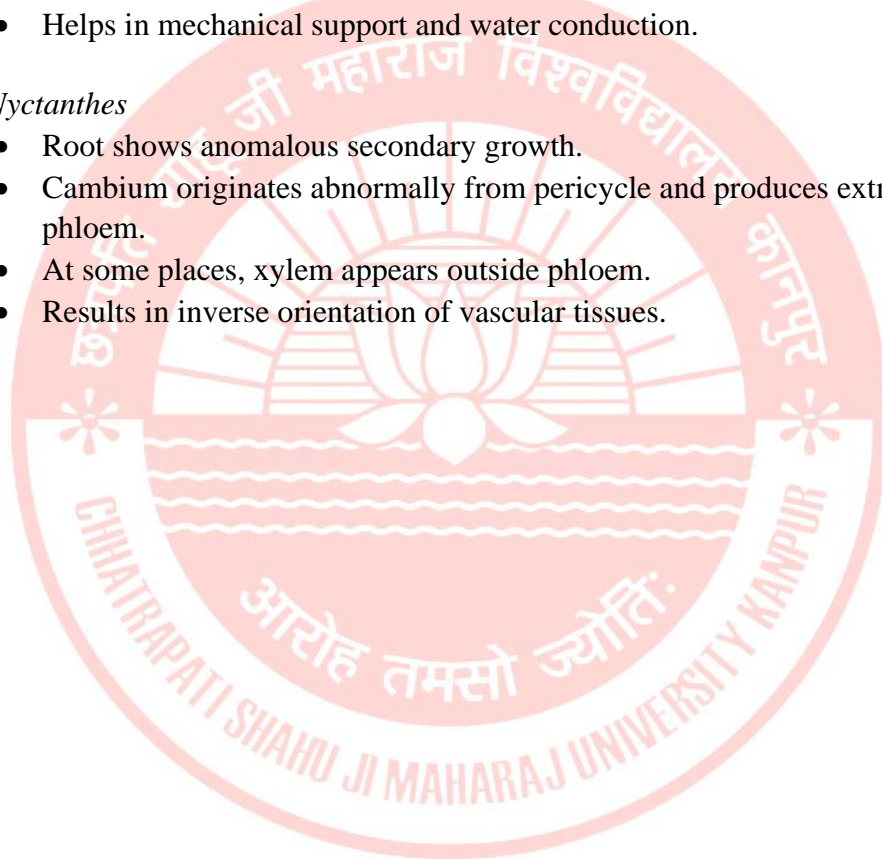 • Helps in mechanical support and water conduction.
yctanthes
• Root shows anomalous secondary growth.
• Cambium originates abnormally from pericycle and produces extr
phloem.
• At some places, xylem appears outside phloem.
• Results in inverse orientation of vascular tissues.
छत्रपति शाहू जी महाराज विश्वविद्यालय कानपुर
आरोह तमसो ज्योतिः
CHHATRAPATI SHAHU JI MAHARAJ UNIVERSITY KANPUR